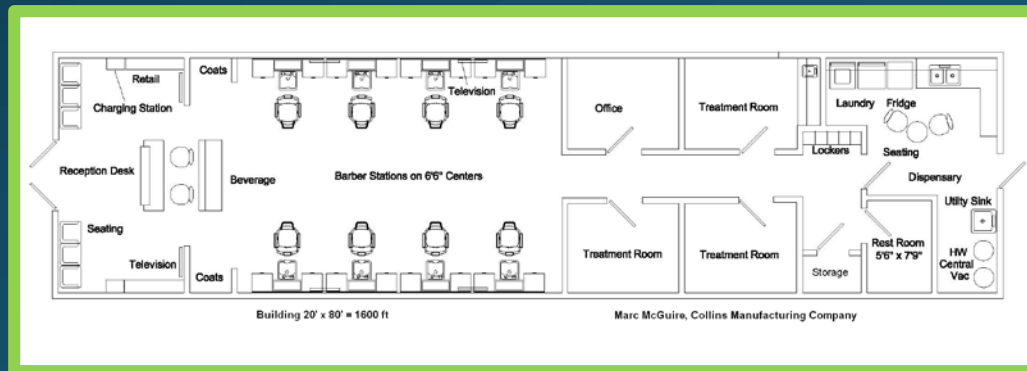 Retail
Coats
Charging Station
Television
Office
Treatment Room
Laundry
Fridge
Lockers
Seating
Reception Desk
Beverage
Barber Stations on 6'6" Centers
Dispensary
Utility Sink
Seating
Television
Coats
Treatment Room
Treatment Room
Storage
Rest Room
5'6" x 7'9"
HW
Central
Vac
Building 20' x 80' = 1600 ft
Marc McGuire, Collins Manufacturing Company